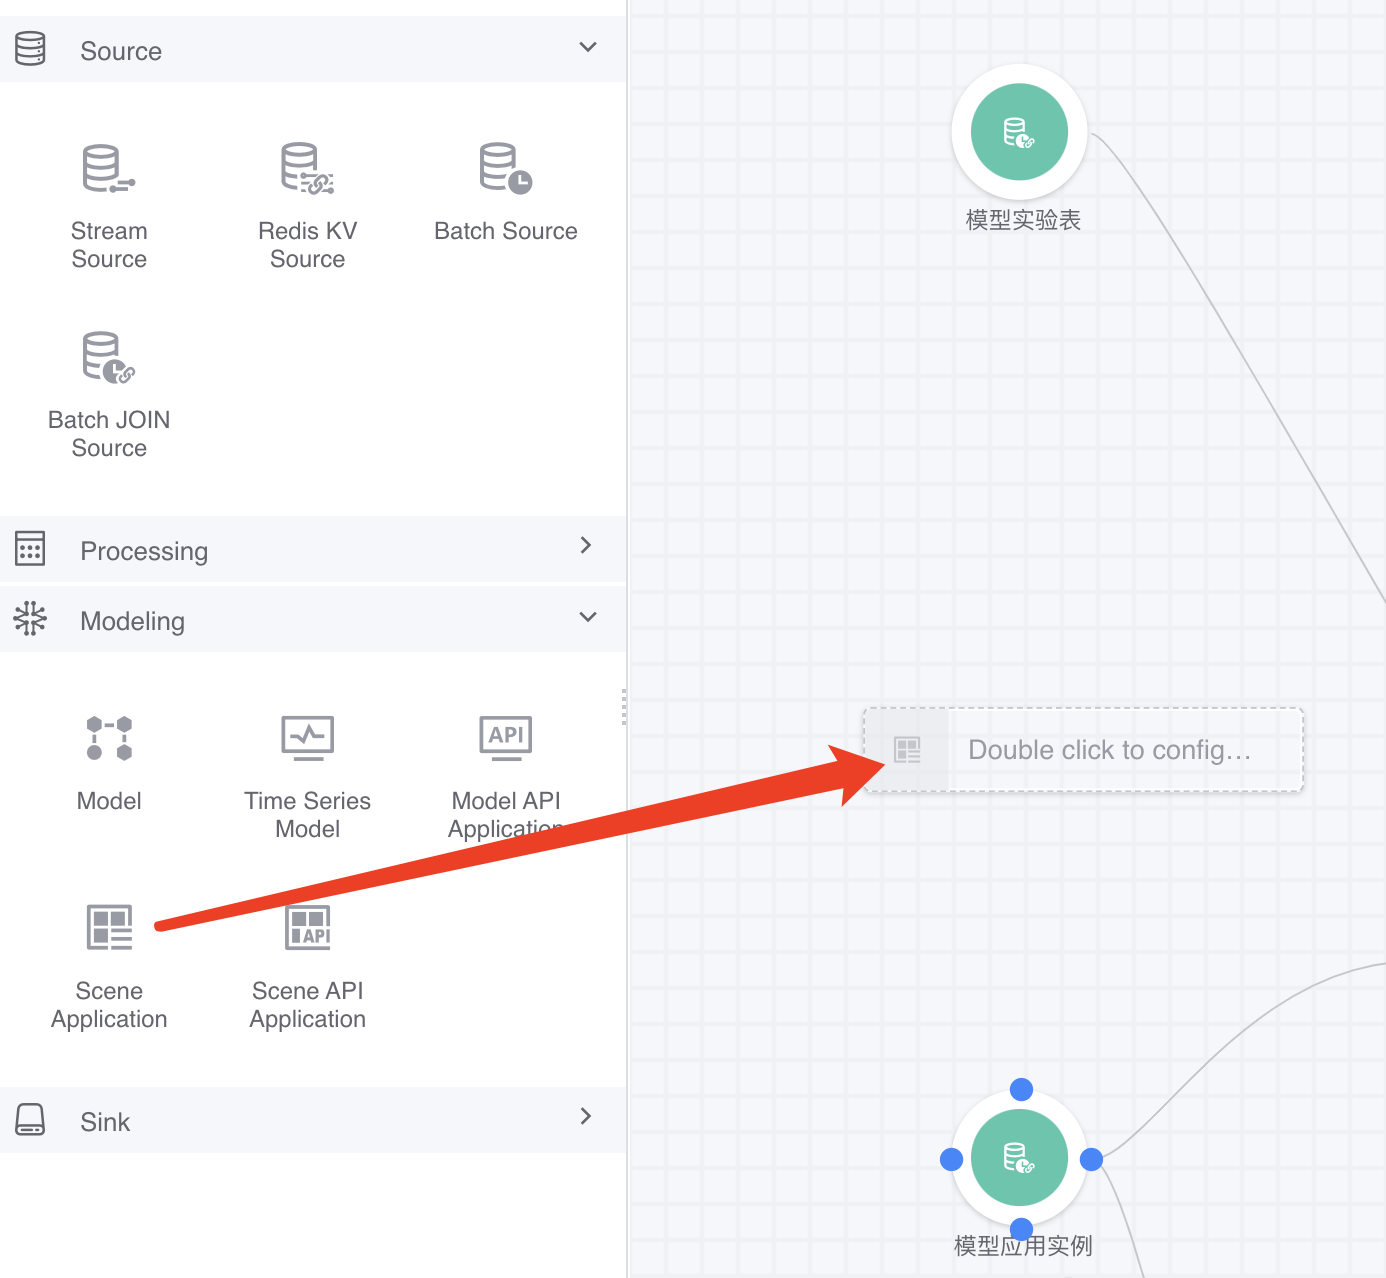 Source
Stream
Source
Redis KV
Source
Batch Source
Batch JOIN
Source
Processing
Modeling
Model
Time Series
Model
Model API
Application
Scene
Application
API
Scene API
Application
Sink
模型实验表
Double click to config...
模型应用实例